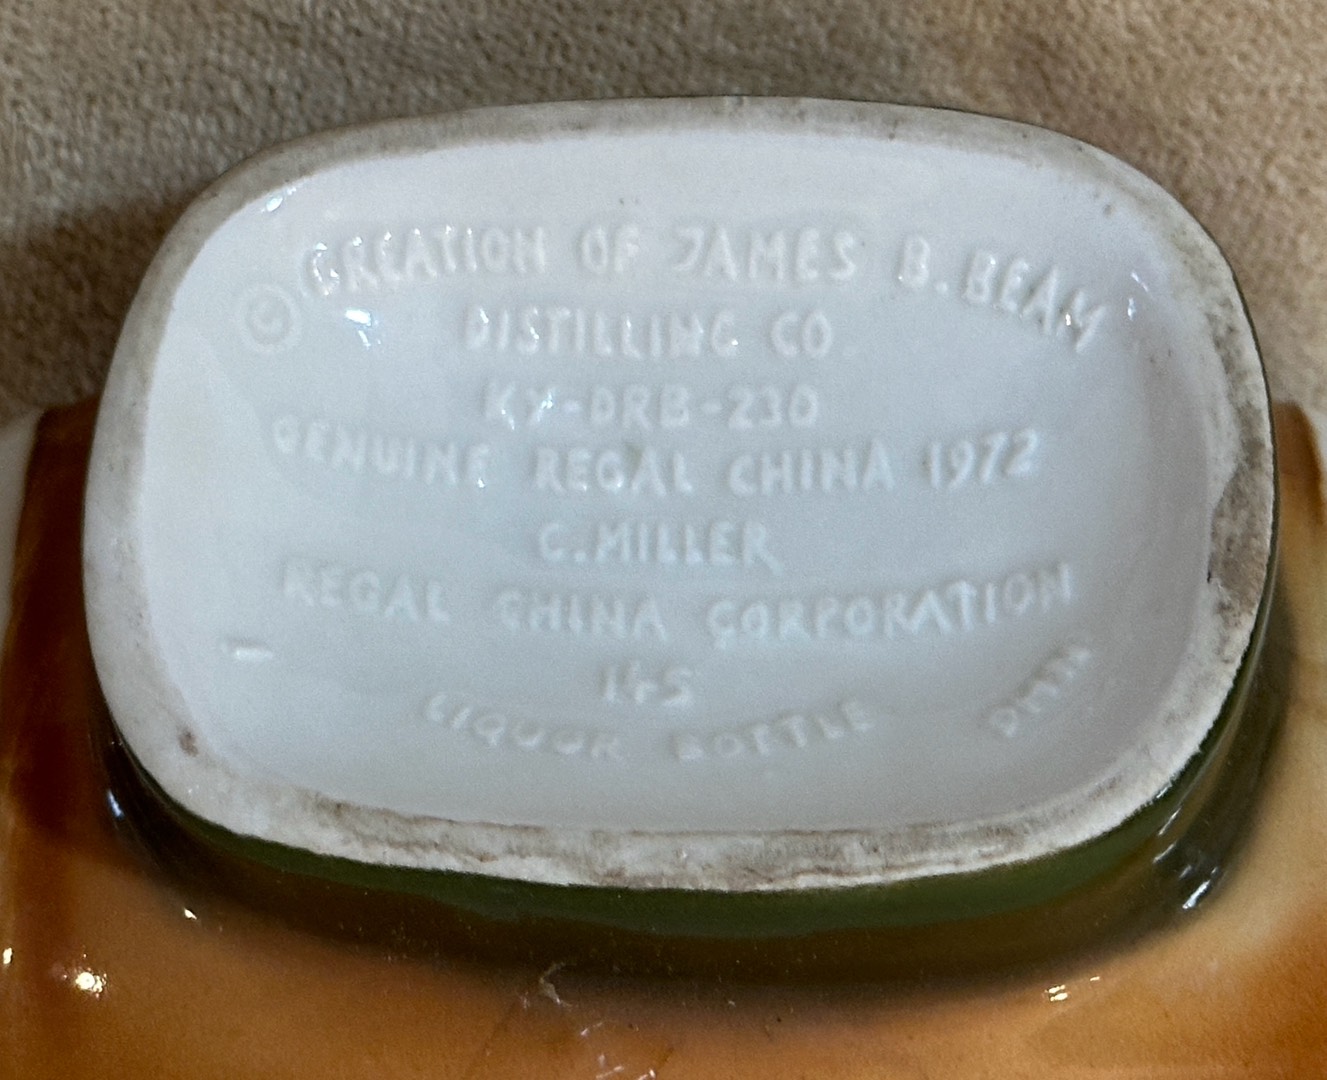 © CREATION OF JAMES B. BEAM
DISTILLING CO.
KY-DRB-230
GENUINE REGAL CHINA 1972
C. MILLER
REGAL CHINA CORPORATION
LIQUOR BOTTLE